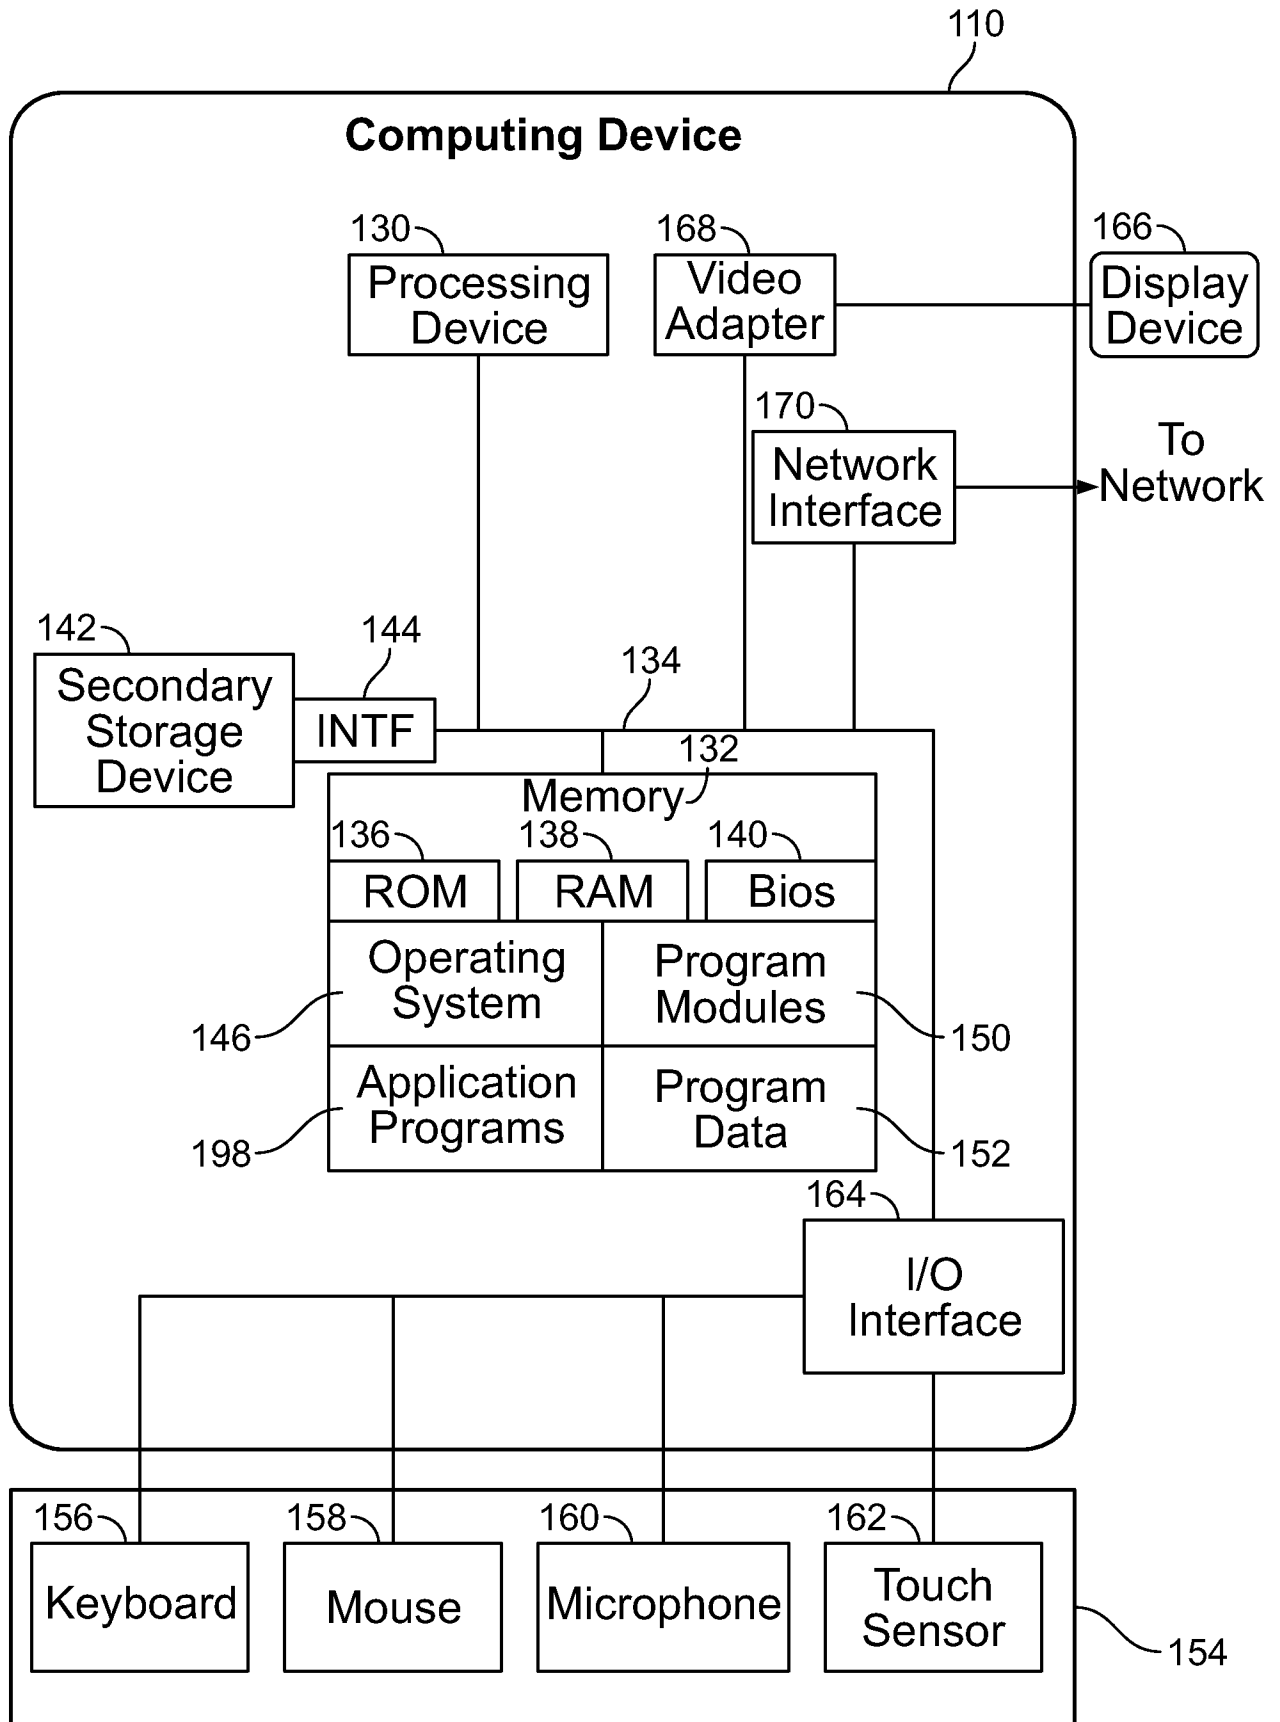 110
Computing Device
130
168
166
Processing
Device
Video
Adapter
Display
Device
170
Network
Interface
To
Network
142
144
134
Secondary
Storage
Device
INTF
132
Memory
136
138
140
ROM
RAM
Bios
Operating
System
Program
Modules
146
150
Application
Programs
Program
Data
198
152
164
I/O
Interface
156
158
160
162
Keyboard
Mouse
Microphone
Touch
Sensor
154